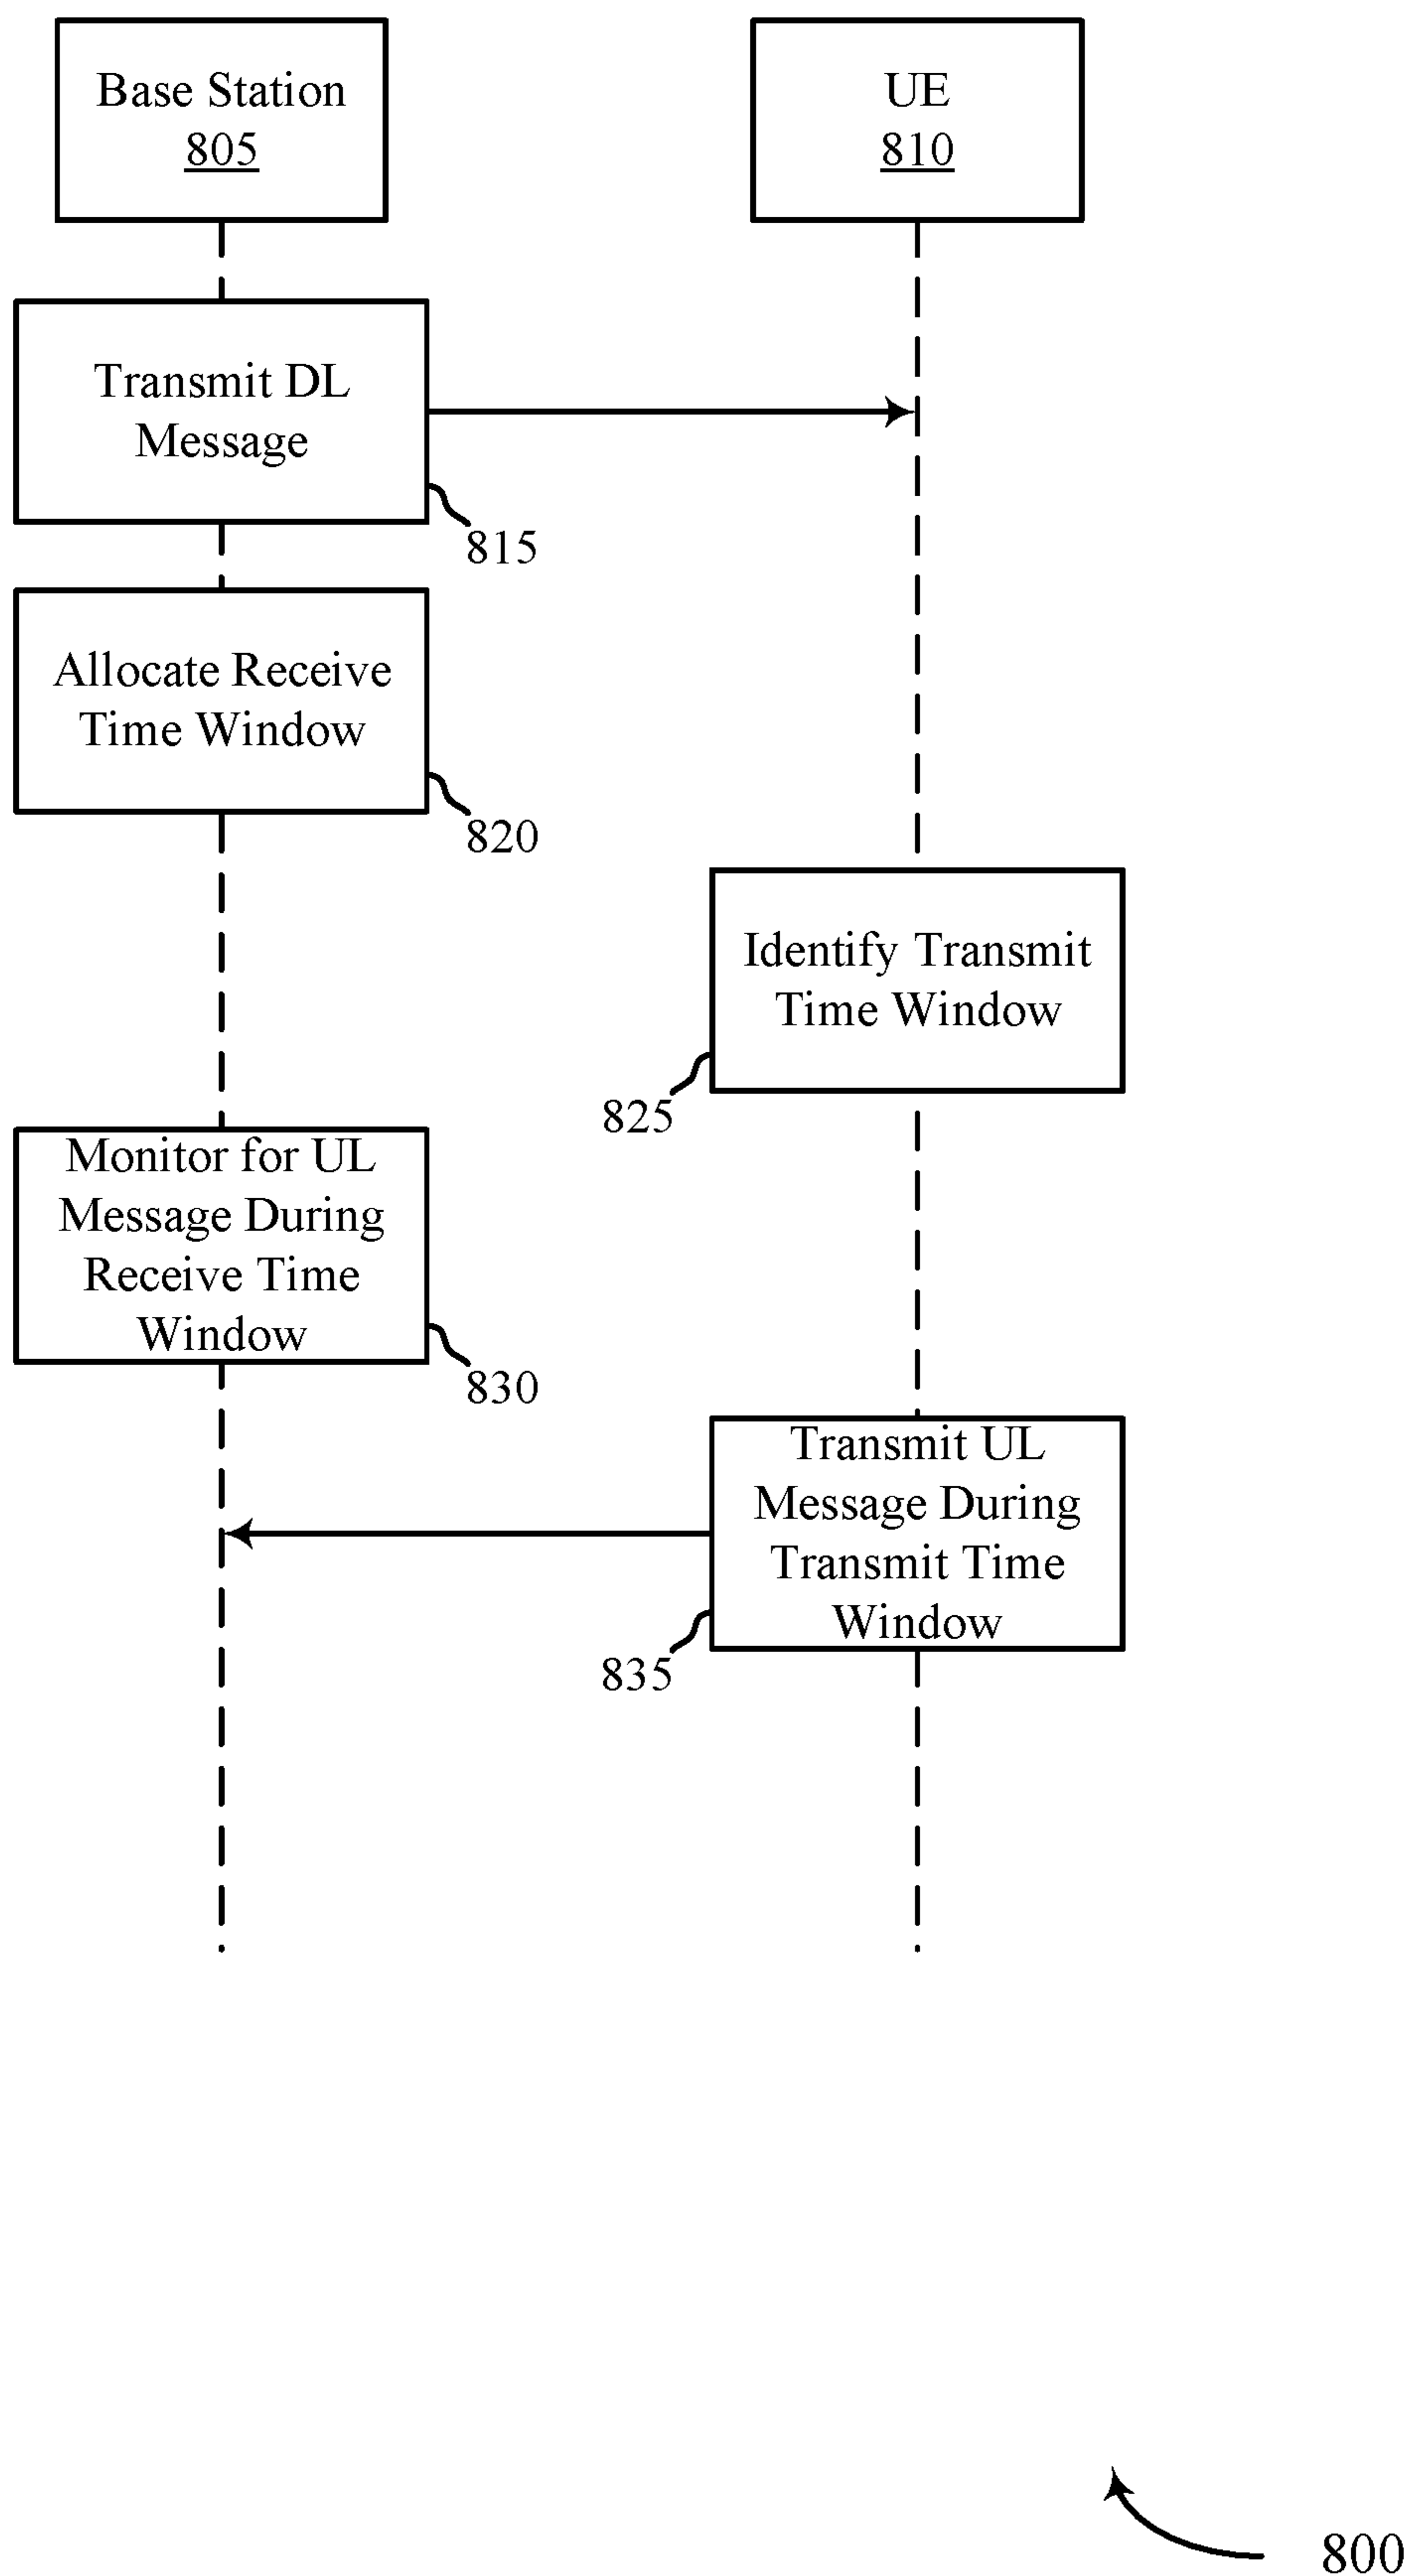 Base Station
805
UE
810
Transmit DL
Message
815
Allocate Receive
Time Window
820
Identify Transmit
Time Window
825
Monitor for UL
Message During
Receive Time
Window
830
Transmit UL
Message During
Transmit Time
Window
835
800